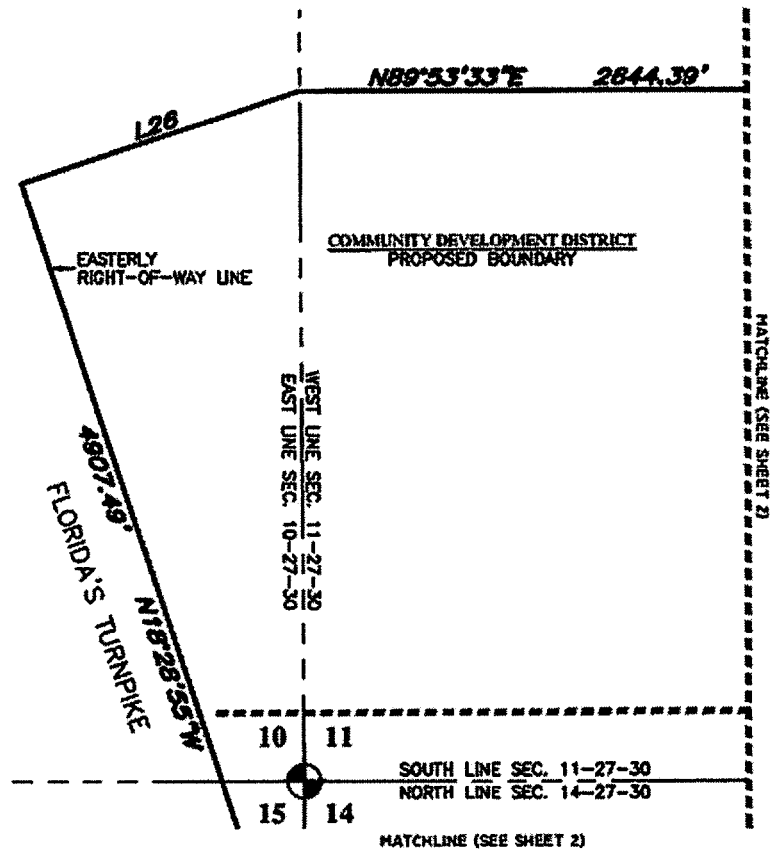 N89°53'33"E 2644.39'
L26
COMMUNITY DEVELOPMENT DISTRICT
PROPOSED BOUNDARY
EASTERLY
RIGHT-OF-WAY LINE
MATCHLINE (SEE SHEET 2)
WEST LINE SEC. 11-27-30
EAST LINE SEC. 10-27-30
4907.49'
N18°28'55"W
FLORIDA'S TURNPIKE
10 11
SOUTH LINE SEC. 11-27-30
NORTH LINE SEC. 14-27-30
15 14
MATCHLINE (SEE SHEET 2)